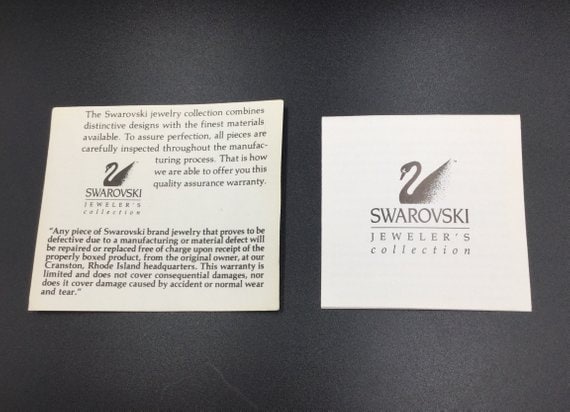 The Swarovski jewelry collection combines
distinctive designs with the finest materials
available. To assure perfection, all pieces are
carefully inspected throughout the manufac-
turing process. That is how
we are able to offer you this
quality assurance warranty.
SWAROVSKI
JEWELER'S
collection
"Any piece of Swarovski brand jewelry that proves to be
defective due to a manufacturing or material defect will
be repaired or replaced free of charge upon receipt of the
properly boxed product, from the original owner, at our
Cranston, Rhode Island headquarters. This warranty is
limited and does not cover consequential damages, nor
does it cover damage caused by accident or normal wear
and tear."
SWAROVSKI
JEWELER'S
collection